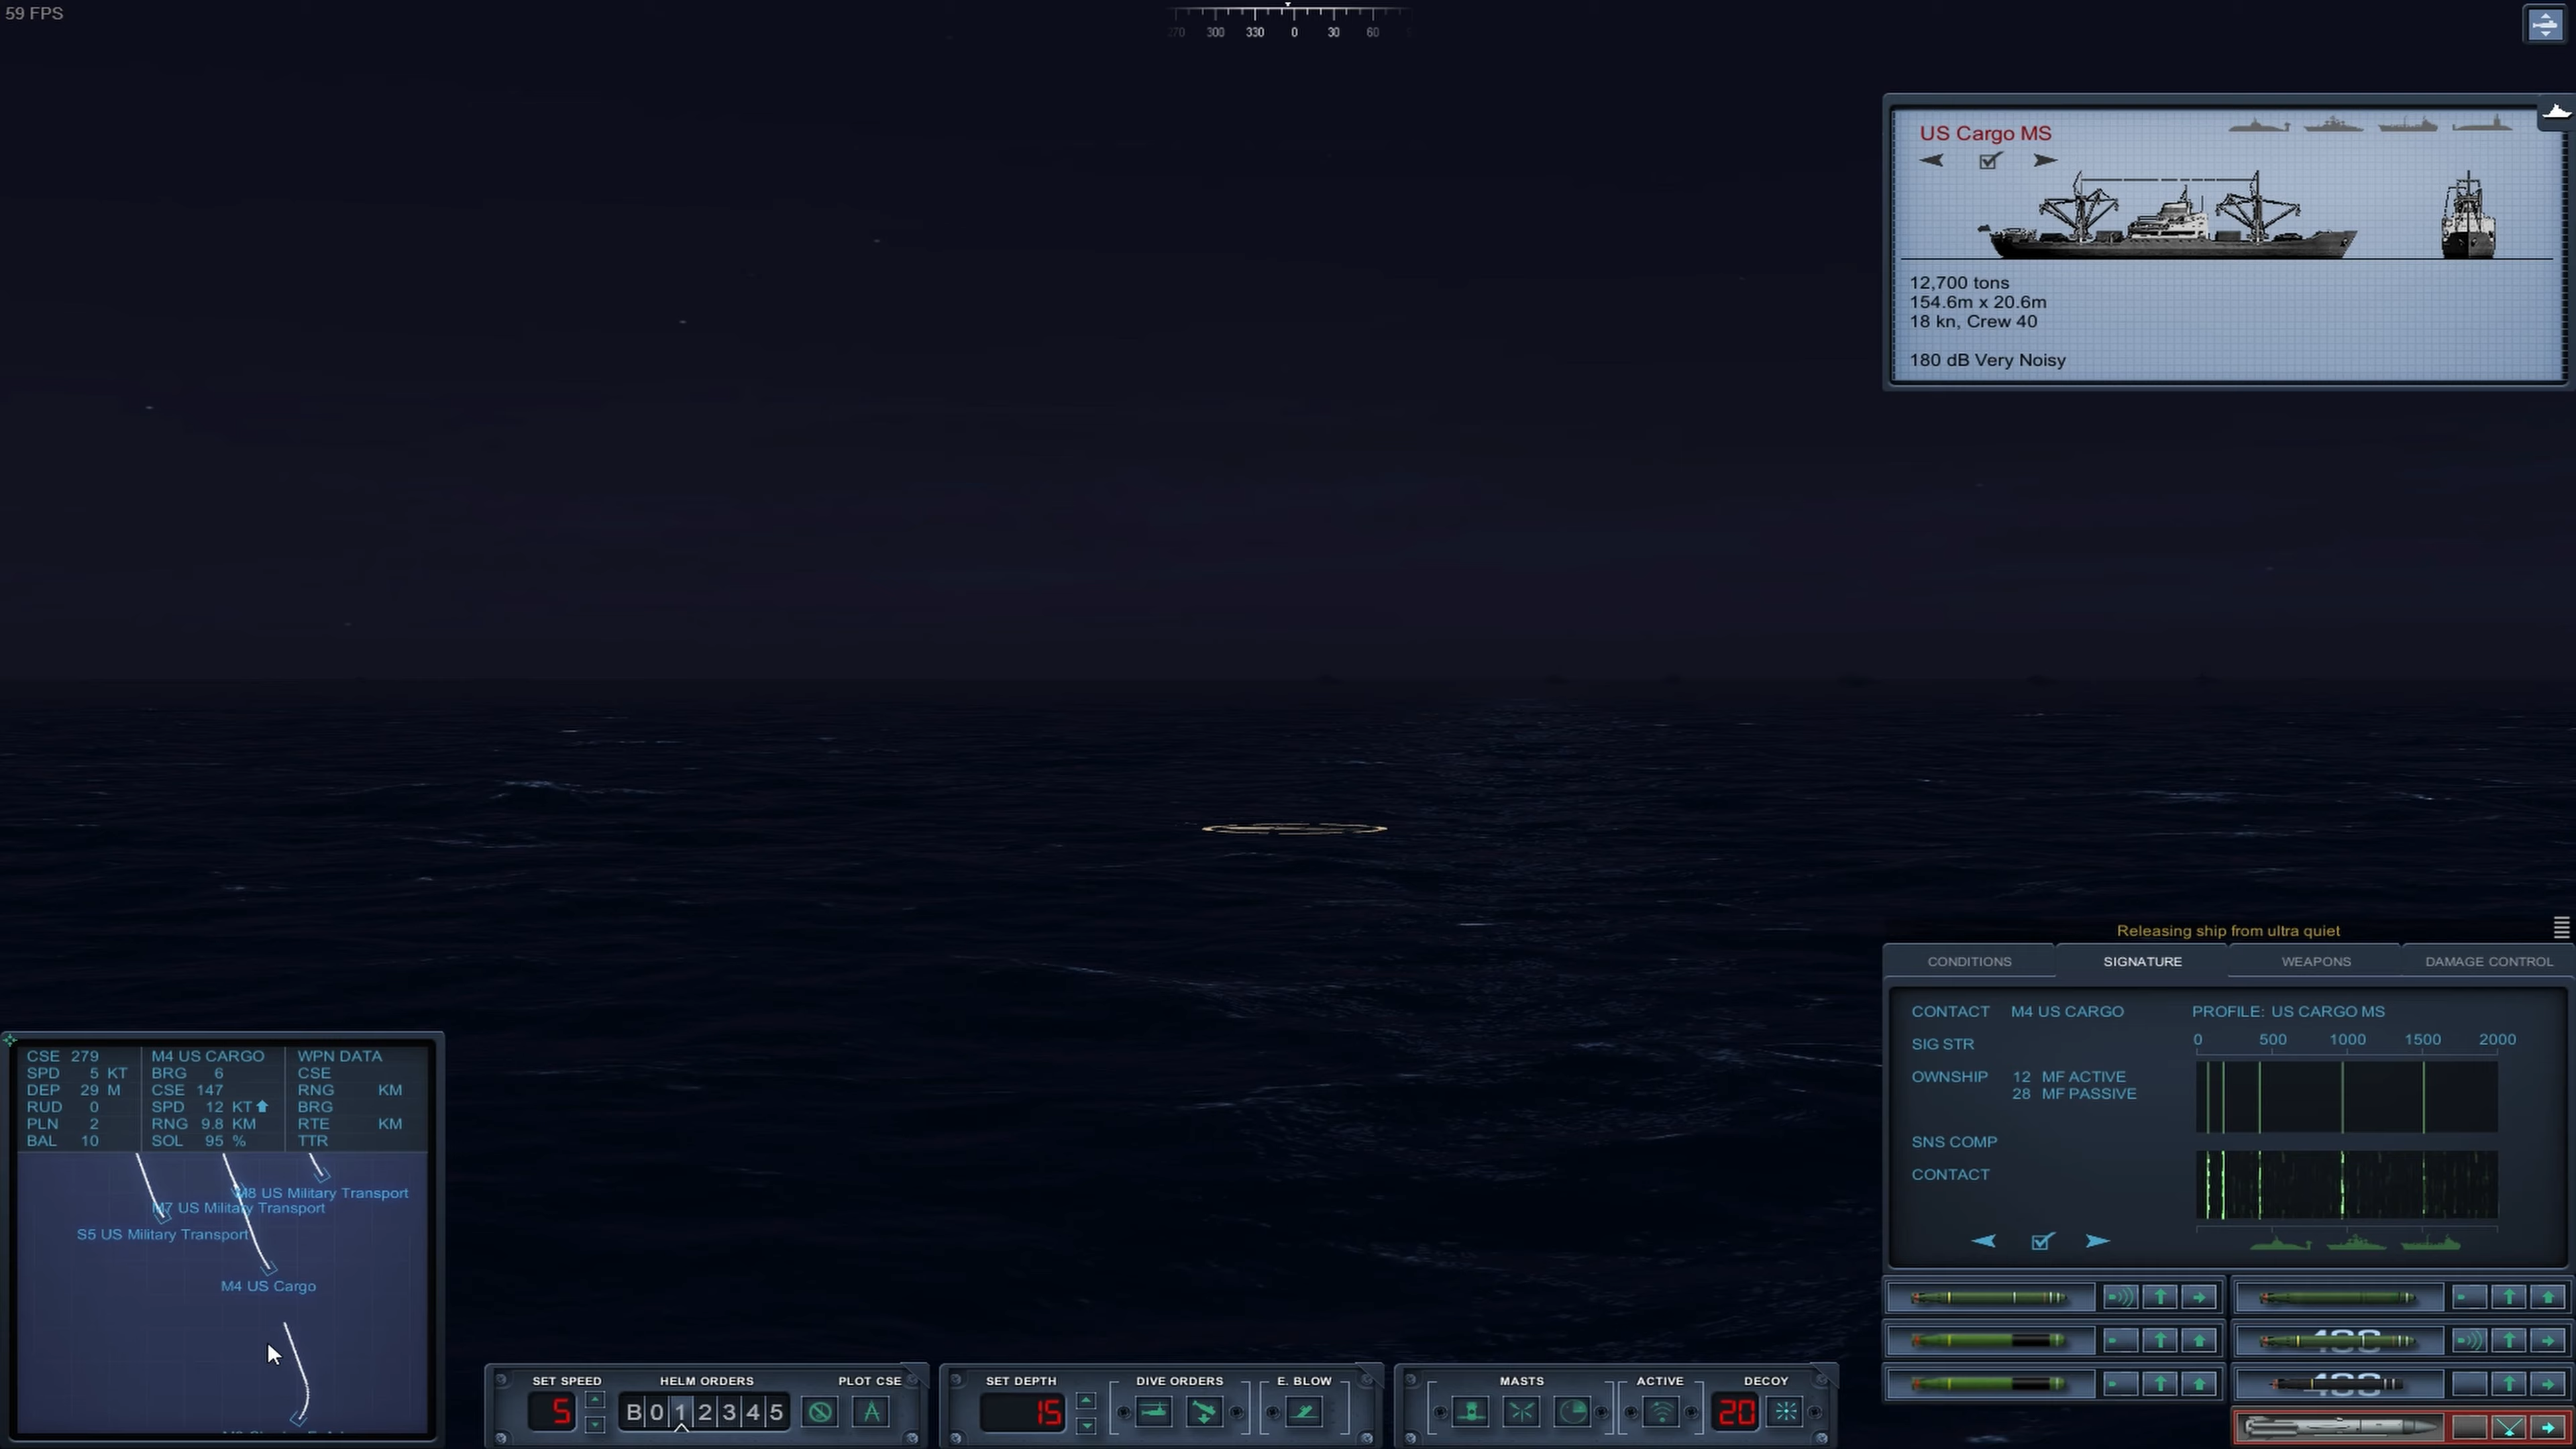 59 FPS
270 300 330 0 30 60
US Cargo MS
12,700 tons
154.6m x 20.6m
18 kn, Crew 40
180 dB Very Noisy
Releasing ship from ultra quiet
CONDITIONS SIGNATURE WEAPONS DAMAGE CONTROL
CONTACT M4 US CARGO PROFILE: US CARGO MS
0 500 1000 1500 2000
SIG STR
OWNSHIP 12 MF ACTIVE
28 MF PASSIVE
SNS COMP
CONTACT
CSE 279 M4 US CARGO WPN DATA
SPD 5 KT BRG 6 CSE
DEP 29 M CSE 147 RNG KM
RUD 0 SPD 12 KT BRG
PLN 2 RNG 9.8 KM RTE KM
BAL 10 SOL 95 % TTR
M8 US Military Transport
M7 US Military Transport
S5 US Military Transport
M4 US Cargo
SET SPEED HELM ORDERS PLOT CSE
5 B 0 1 2 3 4 5
SET DEPTH DIVE ORDERS E. BLOW
15
MASTS ACTIVE DECOY
20